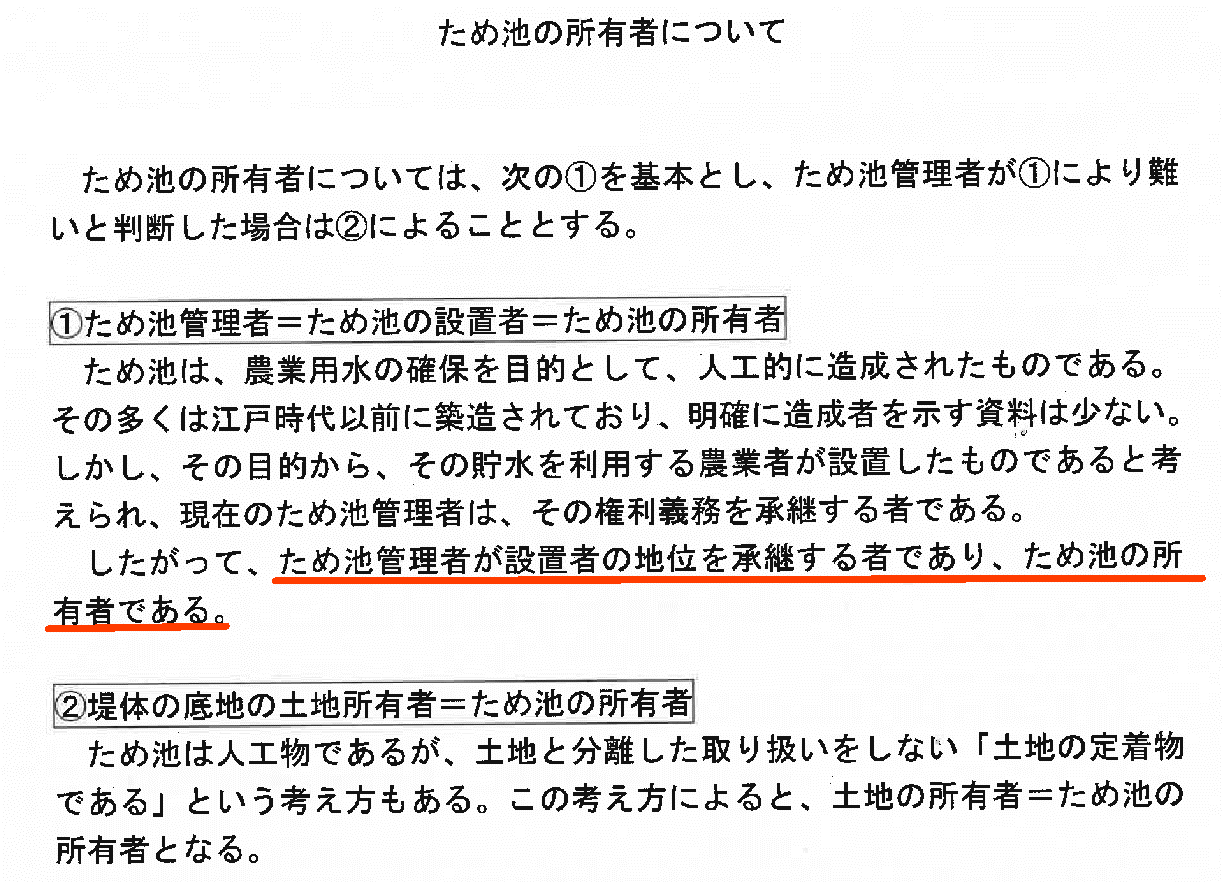 ため池の所有者について
ため池の所有者については、次の①を基本とし、ため池管理者が①により難
いと判断した場合は②によることとする。
①ため池管理者＝ため池の設置者＝ため池の所有者
ため池は、農業用水の確保を目的として、人工的に造成されたものである。
その多くは江戸時代以前に築造されており、明確に造成者を示す資料は少ない。
しかし、その目的から、その貯水を利用する農業者が設置したものであると考
えられ、現在のため池管理者は、その権利義務を承継する者である。
したがって、ため池管理者が設置者の地位を承継する者であり、ため池の所
有者である。
②堤体の底地の土地所有者＝ため池の所有者
ため池は人工物であるが、土地と分離した取り扱いをしない「土地の定着物
である」という考え方もある。この考え方によると、土地の所有者＝ため池の
所有者となる。